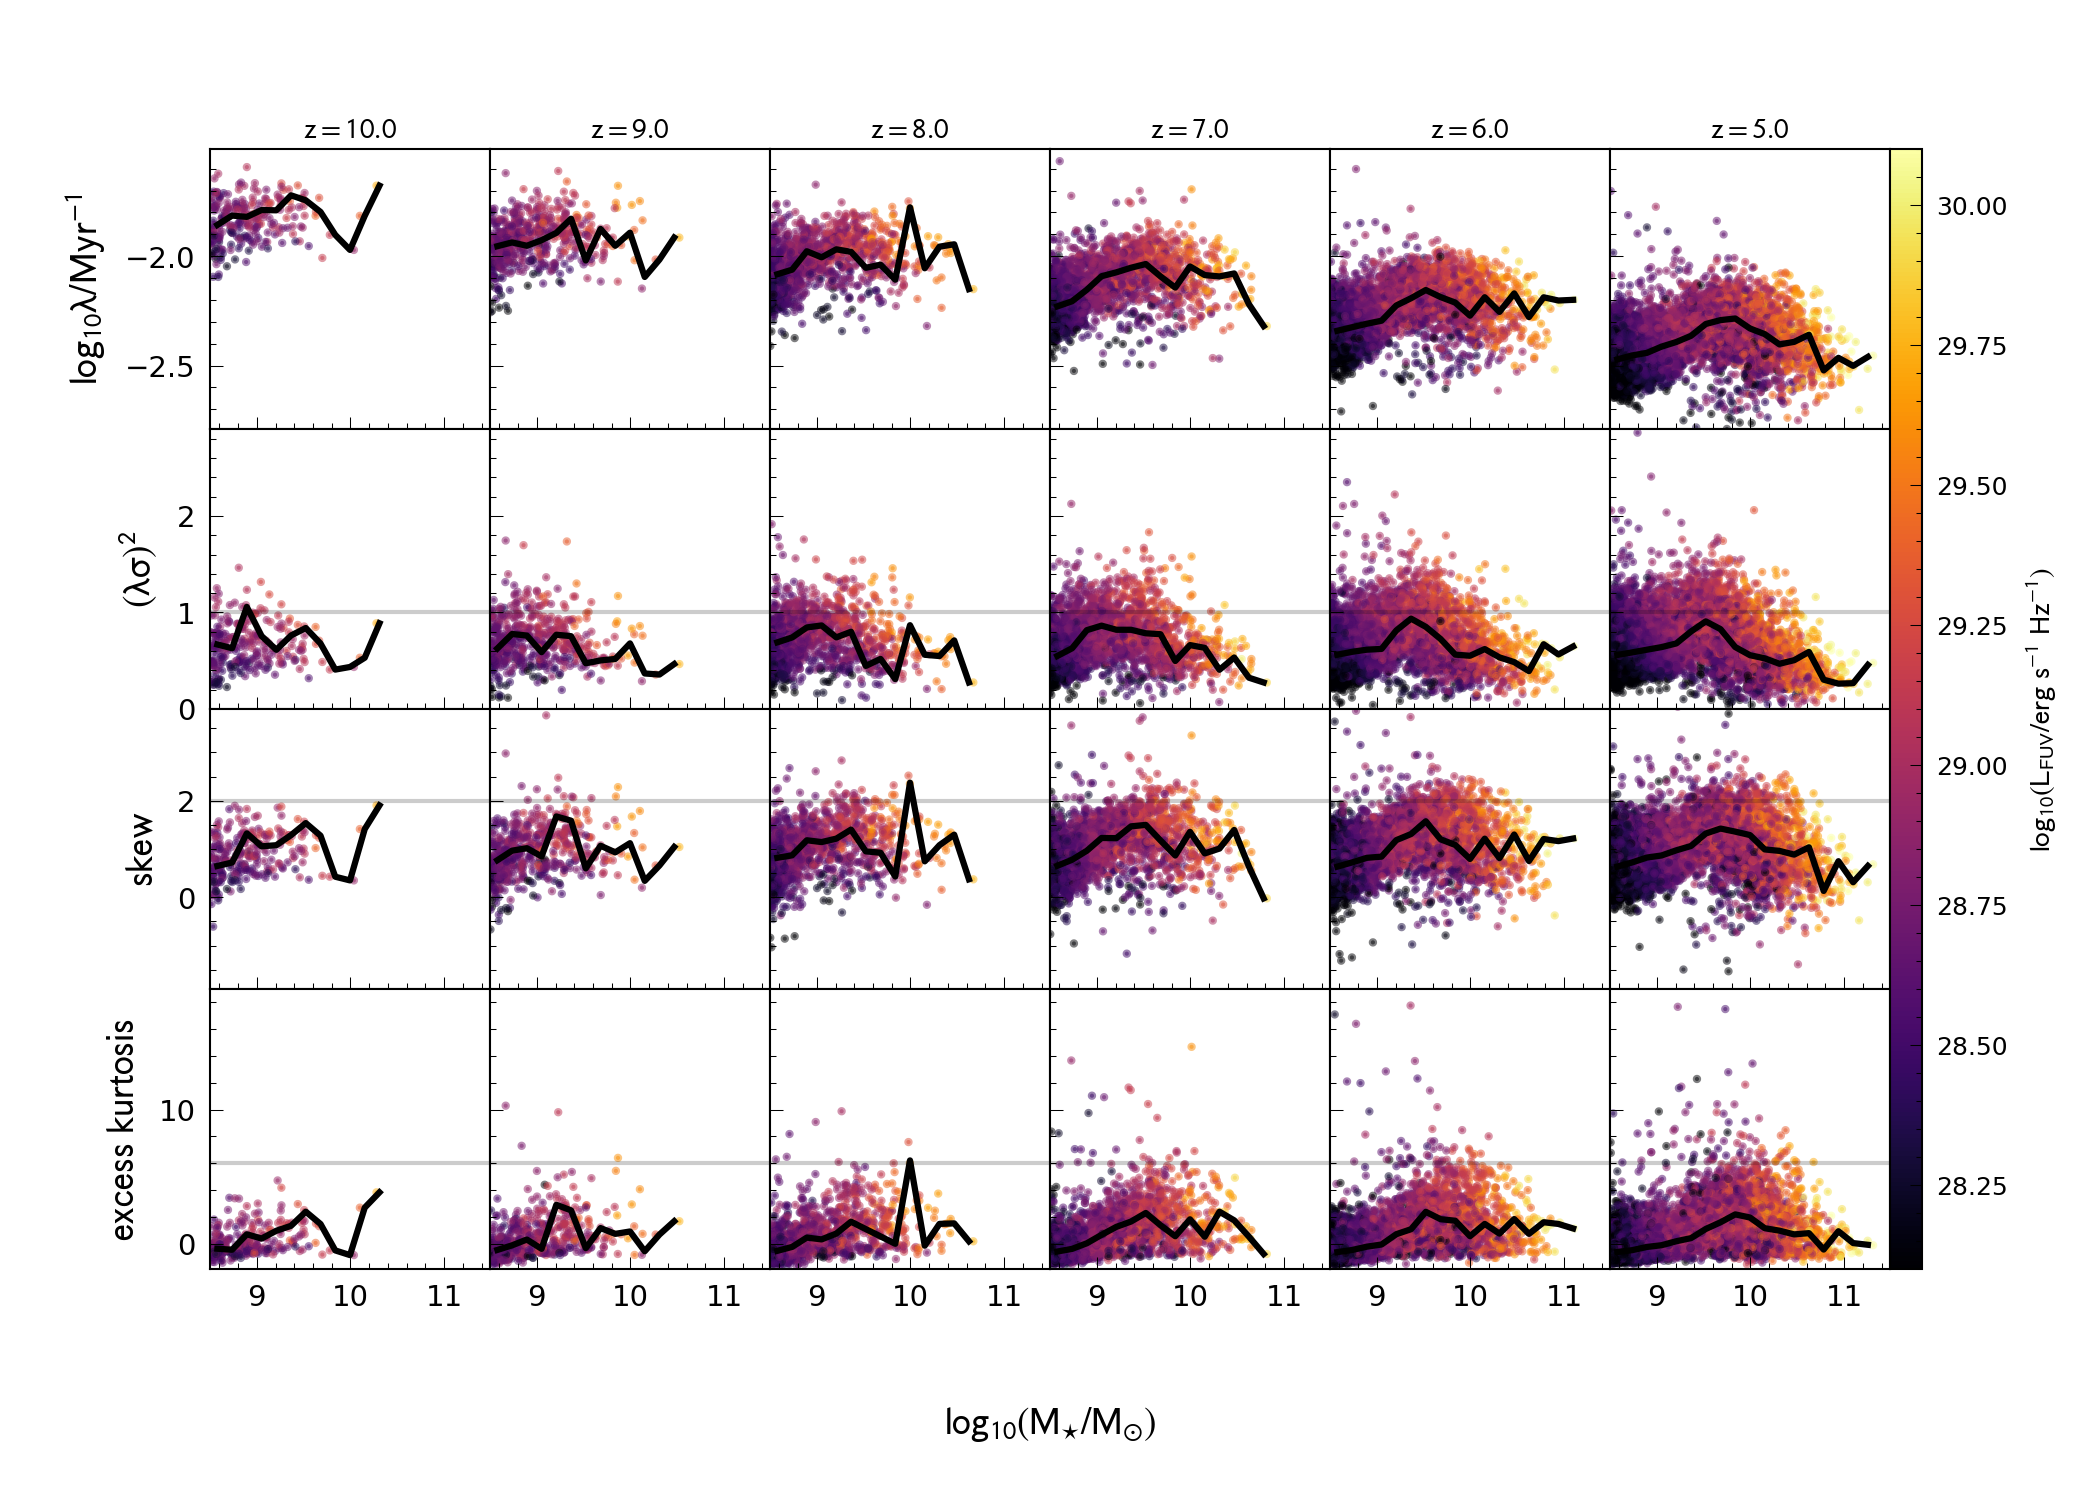 z = 10.0 z = 9.0 z = 8.0 z = 7.0 z = 6.0 z = 5.0
log₁₀λ/Myr⁻¹
−2.0
−2.5
(λσ)²
2
1
0
skew
2
0
excess kurtosis
10
0
9 10 11 9 10 11 9 10 11 9 10 11 9 10 11 9 10 11
log₁₀(M⋆/M⊙)
30.00
29.75
29.50
29.25
29.00
28.75
28.50
28.25
log₁₀(L_FUV/erg s⁻¹ Hz⁻¹)